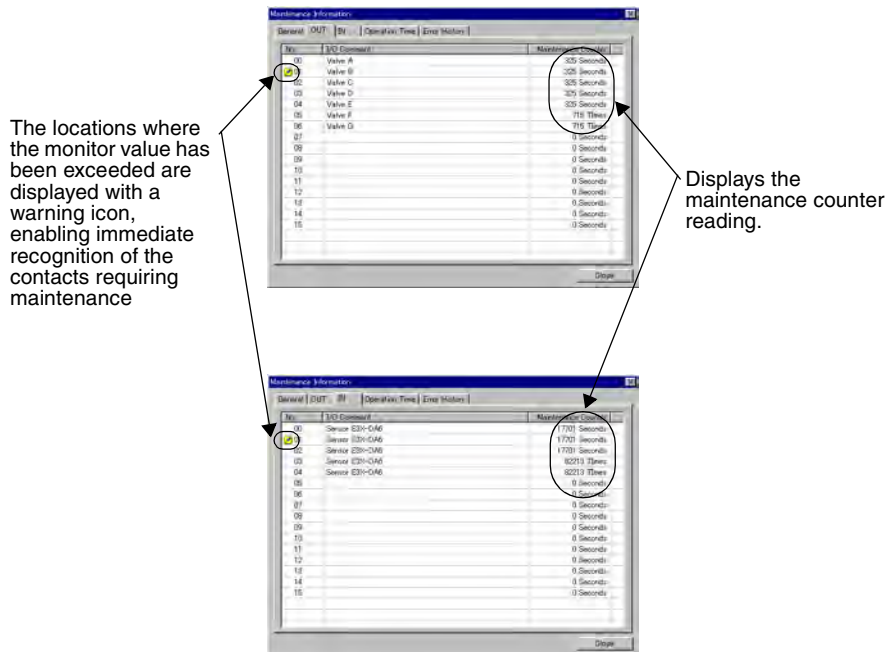 Maintenance Information
General OUT IN Operation Time Error History
No. I/O Comment Maintenance Counter
00 Valve A 325 Seconds
01 Valve B 325 Seconds
02 Valve C 325 Seconds
03 Valve D 325 Seconds
04 Valve E 325 Seconds
05 Valve F 715 Times
06 Valve G 715 Times
07 0 Seconds
08 0 Seconds
09 0 Seconds
10 0 Seconds
11 0 Seconds
12 0 Seconds
13 0 Seconds
14 0 Seconds
15 0 Seconds
Close
The locations where
the monitor value has
been exceeded are
displayed with a
warning icon,
enabling immediate
recognition of the
contacts requiring
maintenance
Displays the
maintenance counter
reading.
Maintenance Information
General OUT IN Operation Time Error History
No. I/O Comment Maintenance Counter
00 Sensor E3X-DA6 17701 Seconds
01 Sensor E3X-DA6 17701 Seconds
02 Sensor E3X-DA6 17701 Seconds
03 Sensor E3X-DA6 82213 Times
04 Sensor E3X-DA6 82213 Times
05 0 Seconds
06 0 Seconds
07 0 Seconds
08 0 Seconds
09 0 Seconds
10 0 Seconds
11 0 Seconds
12 0 Seconds
13 0 Seconds
14 0 Seconds
15 0 Seconds
Close